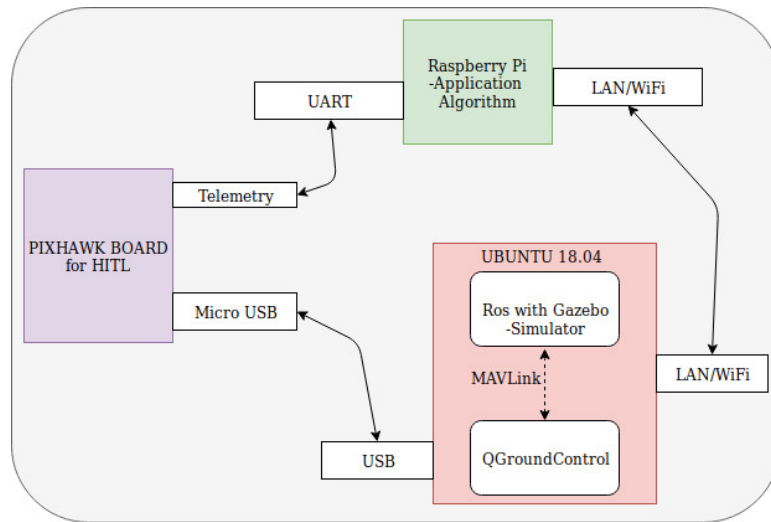 Raspberry Pi
-Application
Algorithm
LAN/WiFi
UART
Telemetry
PIXHAWK BOARD
for HITL
Micro USB
UBUNTU 18.04
Ros with Gazebo
-Simulator
MAVLink
LAN/WiFi
QGroundControl
USB